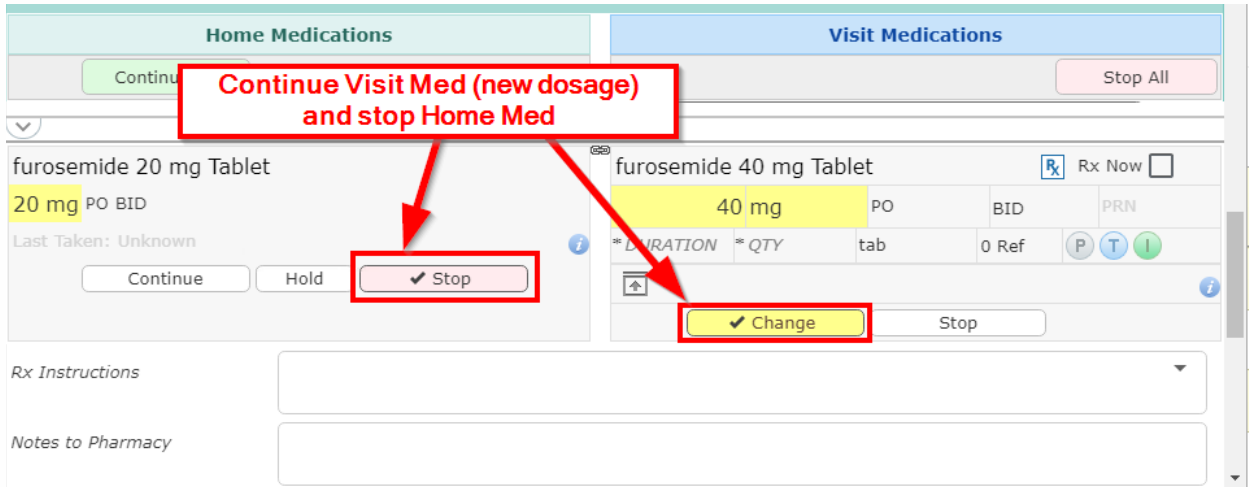 Home Medications
Visit Medications
Continu
Stop All
Continue Visit Med (new dosage)
and stop Home Med
furosemide 20 mg Tablet
20 mg PO BID
Last Taken: Unknown
Continue Hold ✔ Stop
furosemide 40 mg Tablet Rx Rx Now
40 mg PO BID PRN
* DURATION * QTY tab 0 Ref P T I
✔ Change Stop
Rx Instructions
Notes to Pharmacy